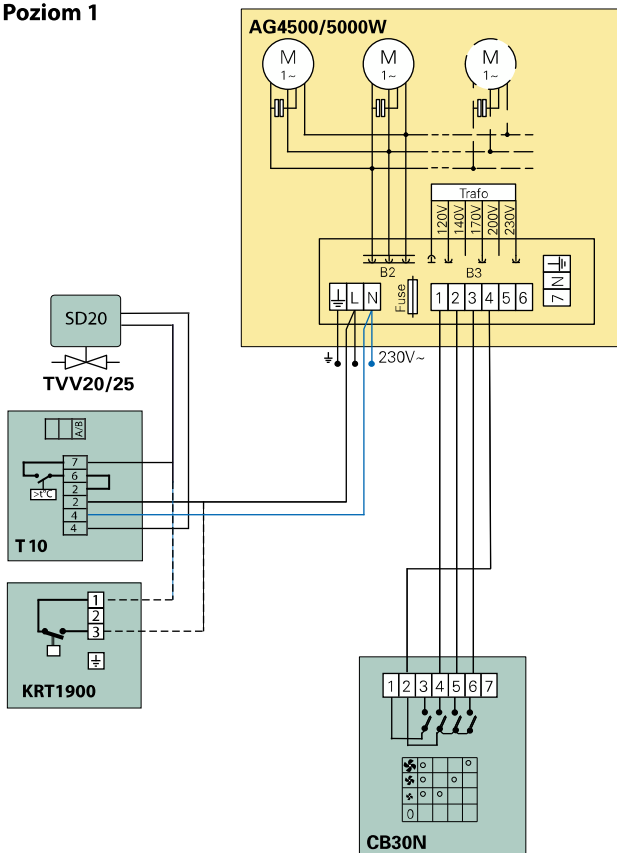 Poziom 1
AG4500/5000W
M M M
1~ 1~ 1~
Trafo
120V 140V 170V 200V 230V
B2 B3
Fuse
L N
1 2 3 4 5 6
7 N
230V~
SD20
TVV20/25
A/B
7
6
2
2
4
4
>t°C
T10
1
2
3
KRT1900
1 2 3 4 5 6 7
0
CB30N